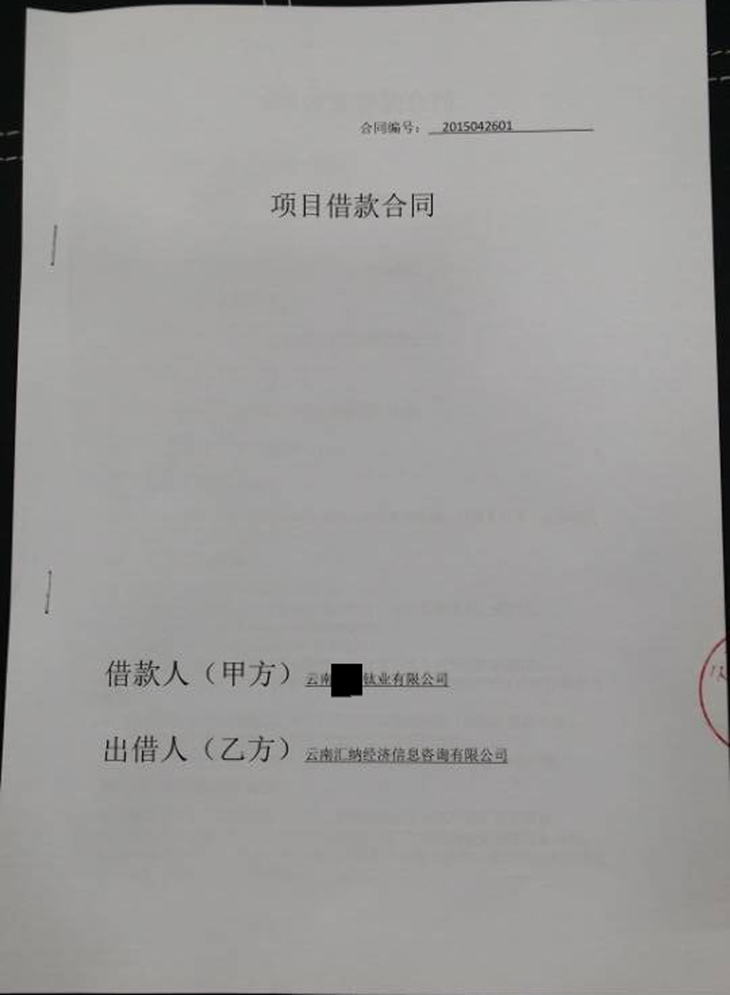 合同编号：2015042601
项目借款合同
借款人（甲方）云南钛业有限公司
出借人（乙方）云南汇纳经济信息咨询有限公司